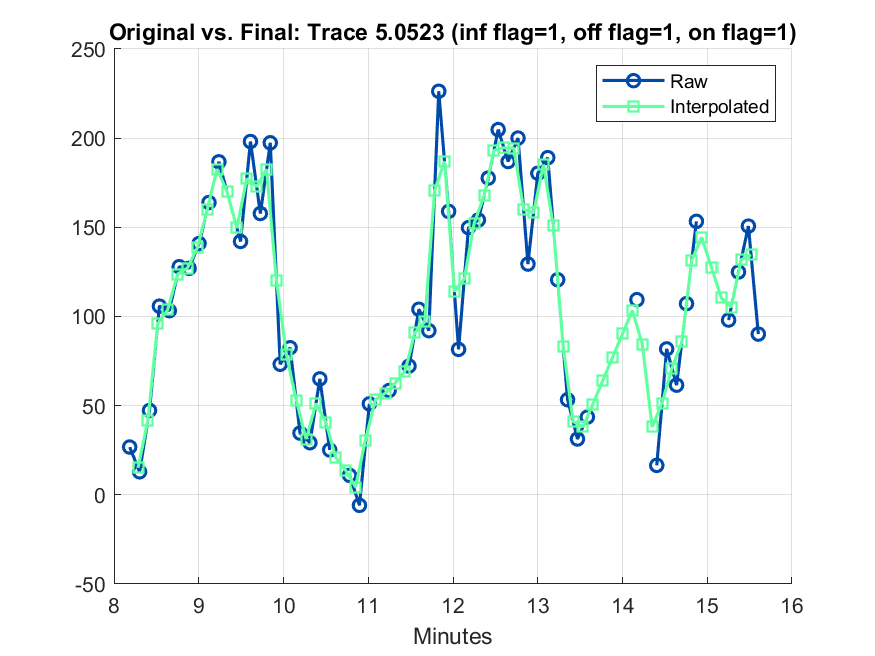 Original vs. Final: Trace 5.0523 (inf flag=1, off flag=1, on flag=1)
250
200
150
100
50
0
-50
Raw
Interpolated
8 9 10 11 12 13 14 15 16
Minutes